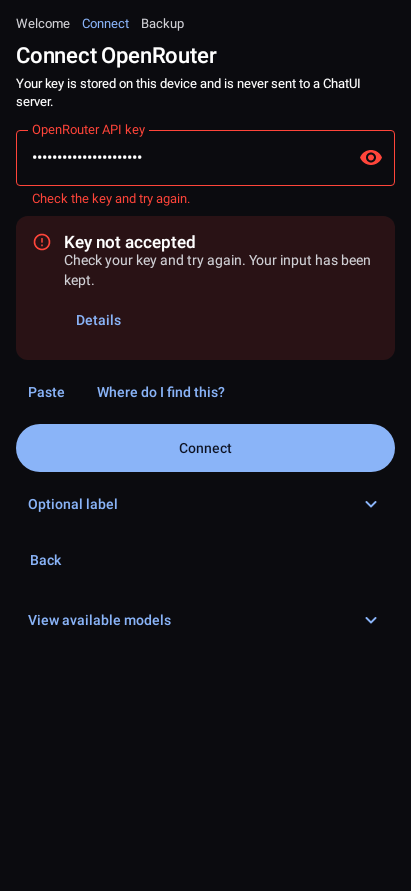 Welcome Connect Backup
Connect OpenRouter
Your key is stored on this device and is never sent to a ChatUI
server.
OpenRouter API key
••••••••••••••••••••••
Check the key and try again.
Key not accepted
Check your key and try again. Your input has been
kept.
Details
Paste Where do I find this?
Connect
Optional label
Back
View available models